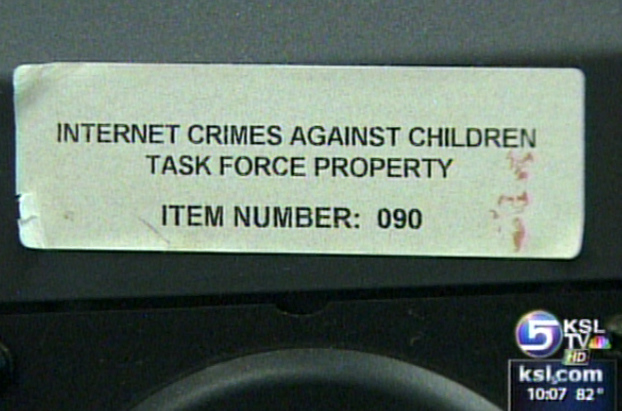 INTERNET CRIMES AGAINST CHILDREN
TASK FORCE PROPERTY
ITEM NUMBER: 090
5 KSL
TV
HD
ksl.com
10:07 82°